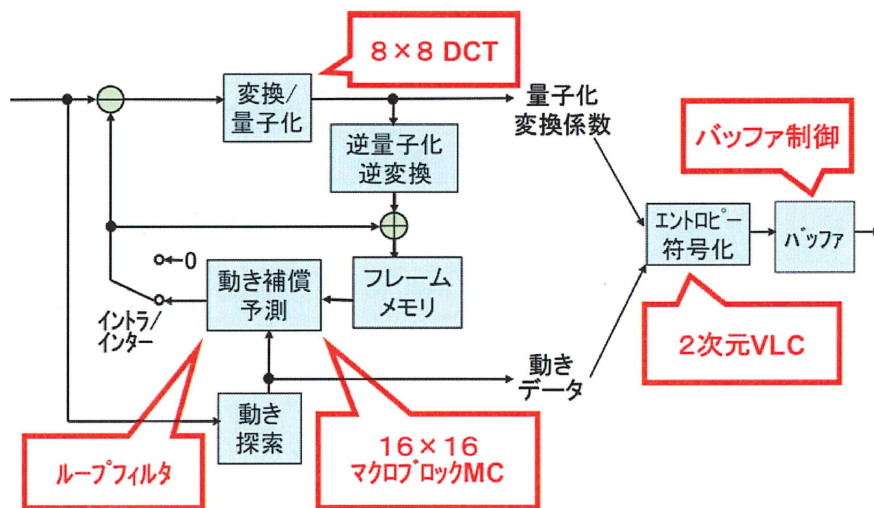 8×8 DCT
変換/
量子化
量子化
変換係数
逆量子化
逆変換
バッファ制御
エントロピー
符号化
バッファ
0
動き補償
予測
フレーム
メモリ
イントラ/
インター
2次元VLC
動き
データ
動き
探索
ループフィルタ
16×16
マクロブロックMC